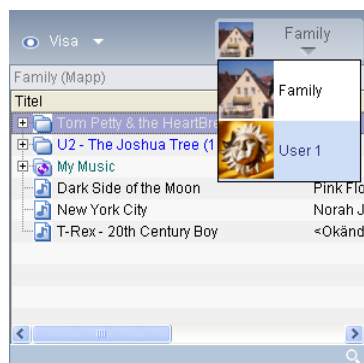 Visa
Family
Family (Mapp)
Family
Titel
Tom Petty & the HeartBre
U2 - The Joshua Tree (1
User 1
My Music
Dark Side of the Moon Pink Flo
New York City Norah J
T-Rex - 20th Century Boy <Okänd